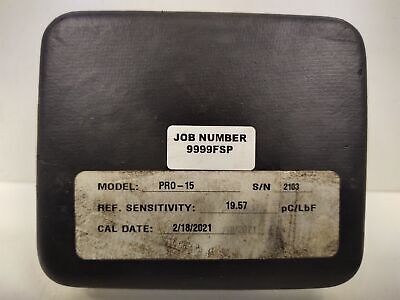 JOB NUMBER
9999FSP
MODEL: PRO-15 S/N 2103
REF. SENSITIVITY: 19.57 pC/LbF
CAL DATE: 2/18/2021